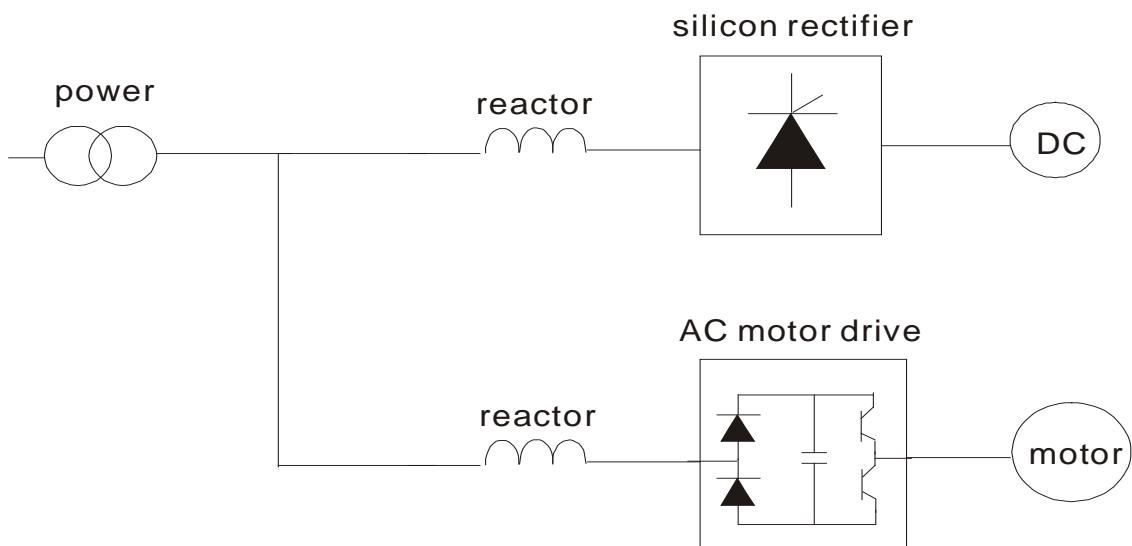 silicon rectifier
power
reactor
DC
AC motor drive
reactor
motor